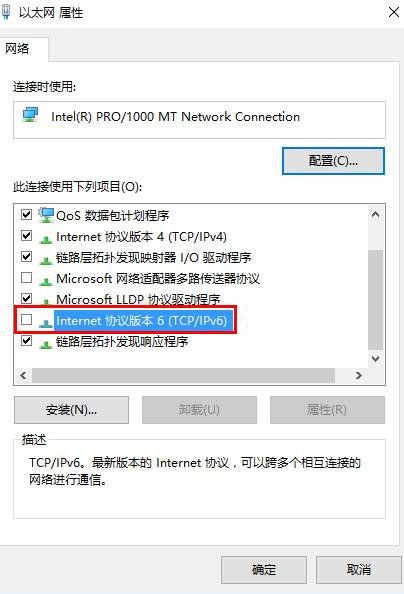 以太网 属性
网络
连接时使用:
Intel(R) PRO/1000 MT Network Connection
配置(C)...
此连接使用下列项目(O):
QoS 数据包计划程序
Internet 协议版本 4 (TCP/IPv4)
链路层拓扑发现映射器 I/O 驱动程序
Microsoft 网络适配器多路传送器协议
Microsoft LLDP 协议驱动程序
Internet 协议版本 6 (TCP/IPv6)
链路层拓扑发现响应程序
安装(N)...
卸载(U)
属性(R)
描述
TCP/IPv6。最新版本的 Internet 协议，可以跨多个相互连接的
网络进行通信。
确定
取消